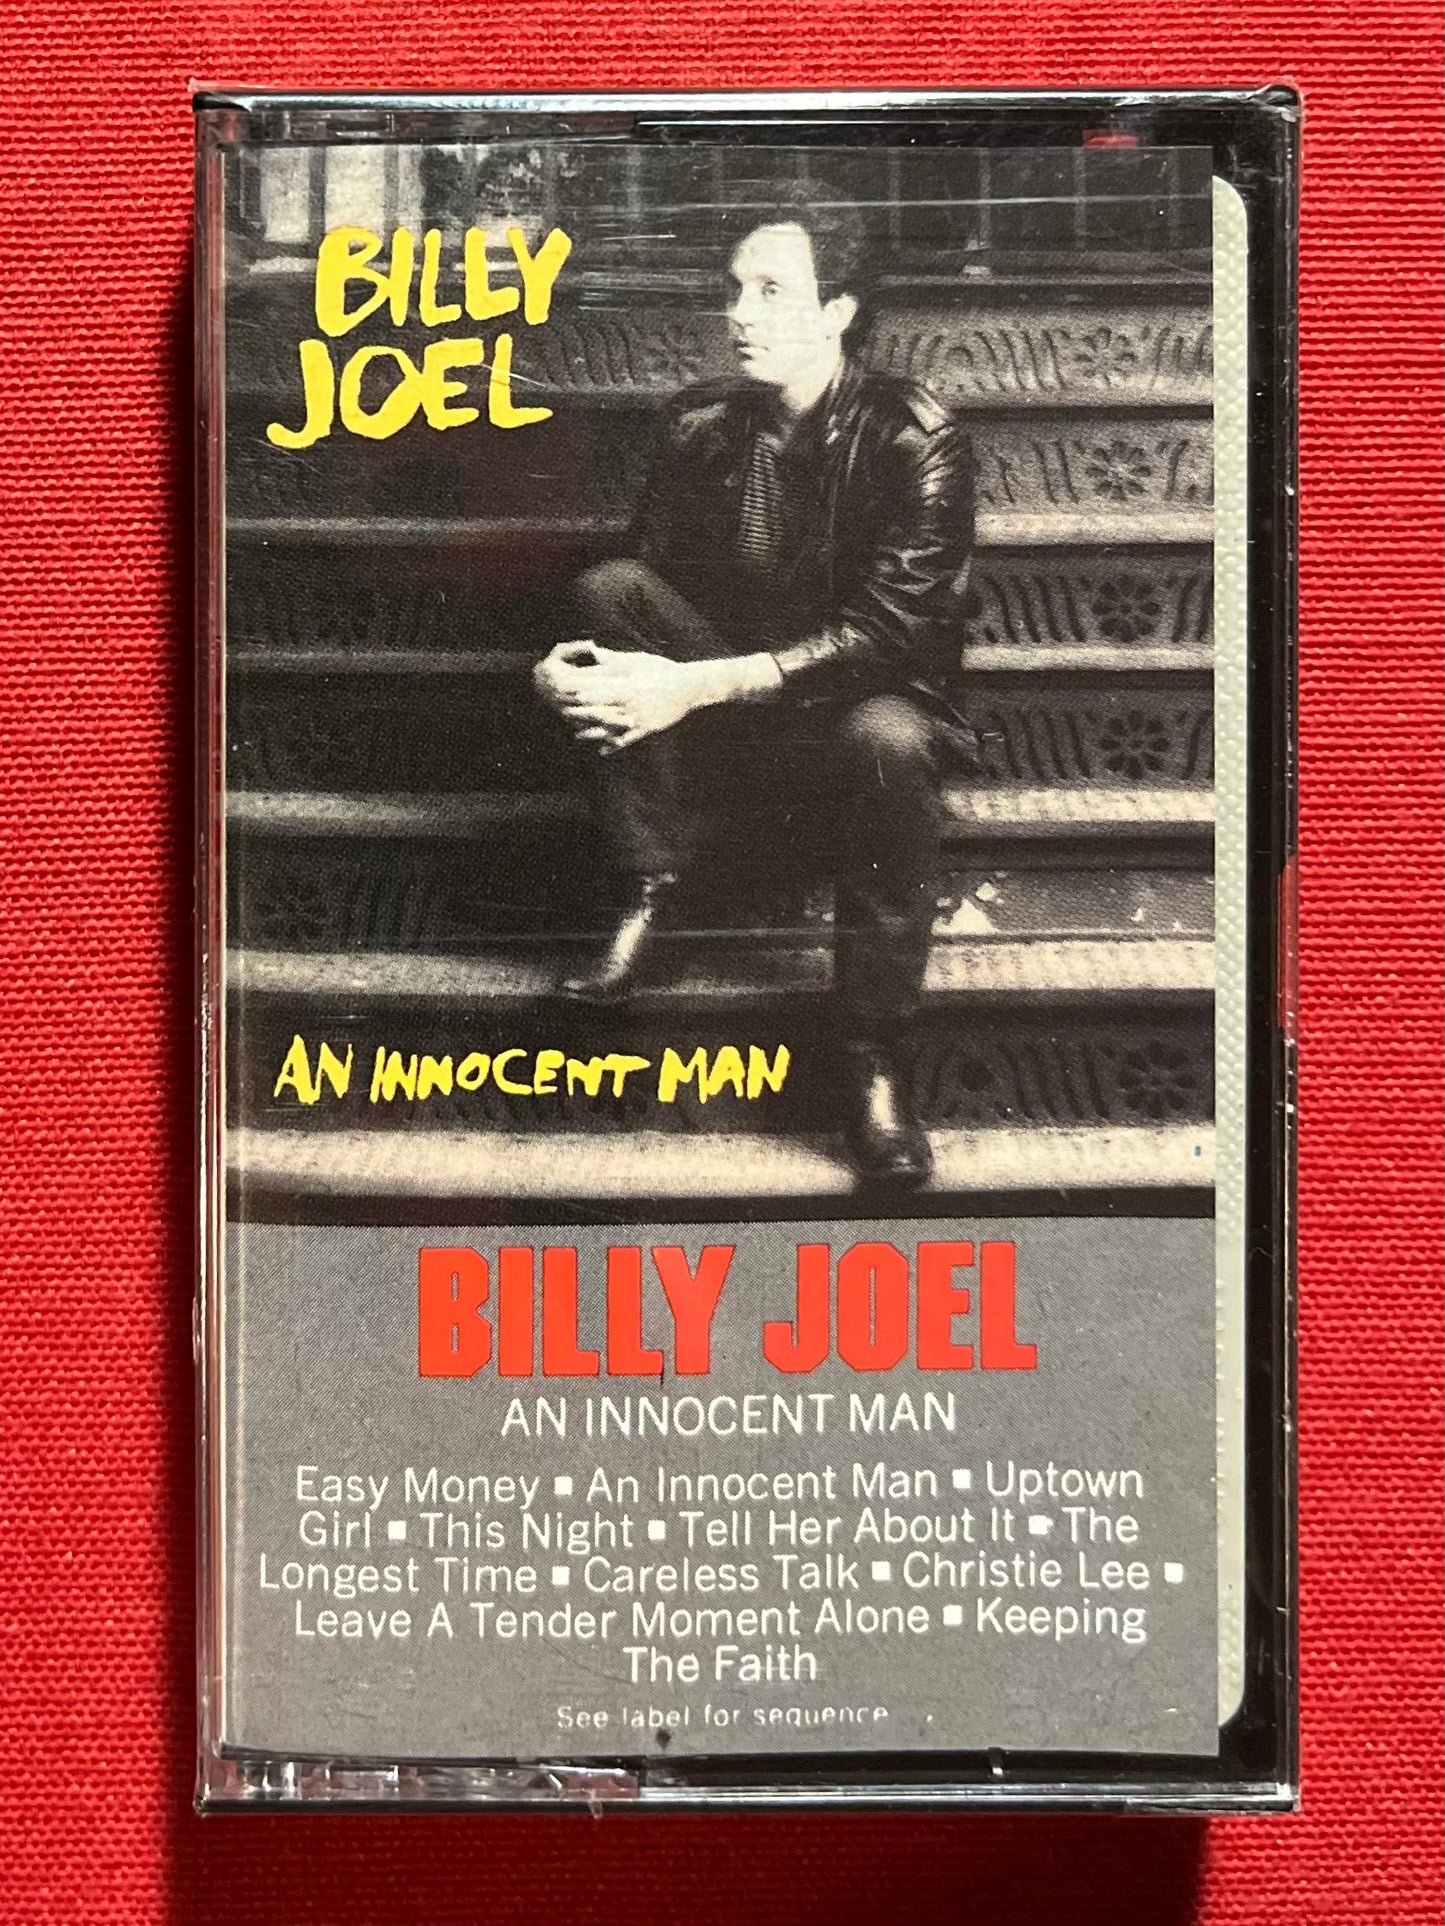 BILLY
JOEL
AN INNOCENT MAN
BILLY JOEL
AN INNOCENT MAN
Easy Money ▪ An Innocent Man ▪ Uptown
Girl ▪ This Night ▪ Tell Her About It ▪ The
Longest Time ▪ Careless Talk ▪ Christie Lee ▪
Leave A Tender Moment Alone ▪ Keeping
The Faith
See label for sequence